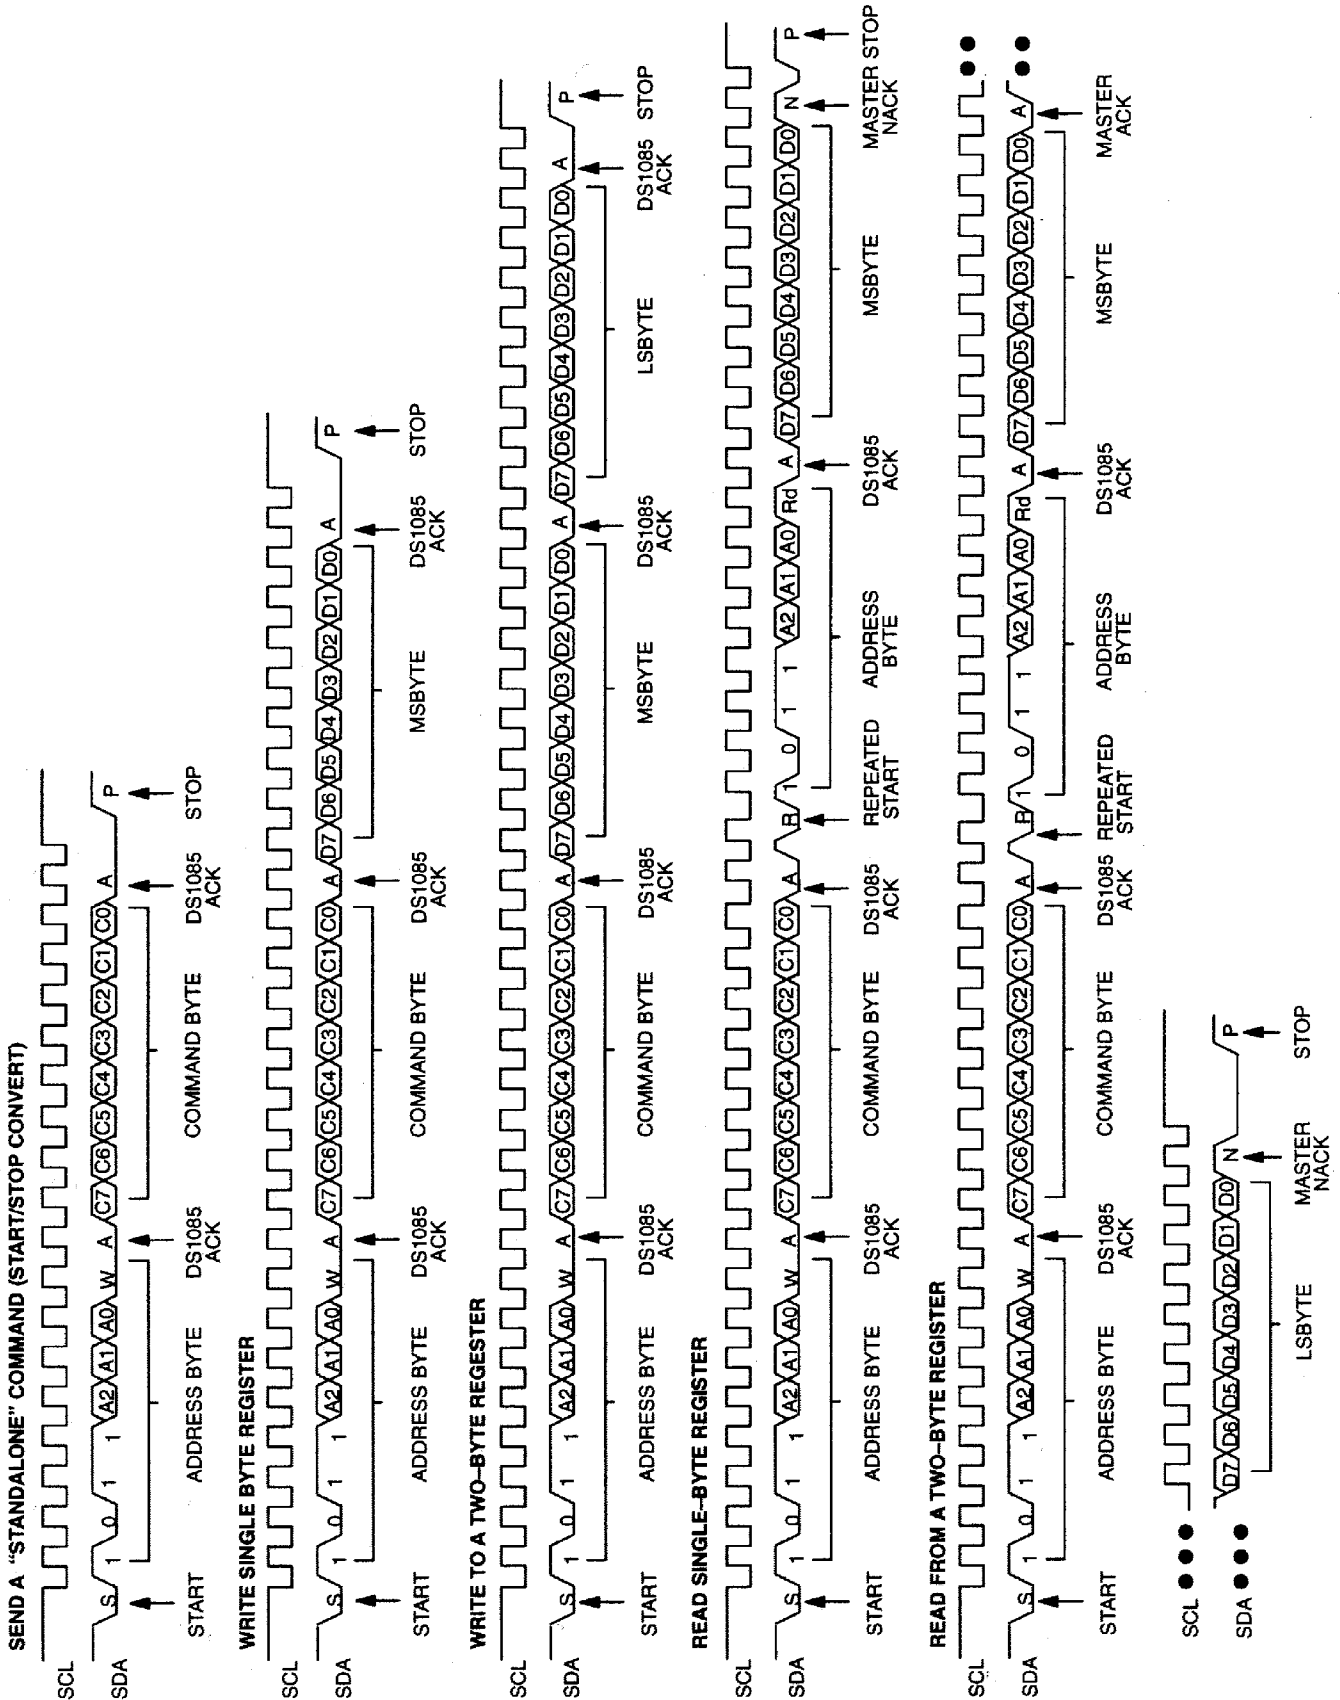 SEND A "STANDALONE" COMMAND (START/STOP CONVERT)
SCL
SDA
S 1 0 1 1 A2 A1 A0 W A C7 C6 C5 C4 C3 C2 C1 C0 A P
START ADDRESS BYTE DS1085 ACK COMMAND BYTE DS1085 ACK STOP
WRITE SINGLE BYTE REGISTER
SCL
SDA
S 1 0 1 1 A2 A1 A0 W A C7 C6 C5 C4 C3 C2 C1 C0 A D7 D6 D5 D4 D3 D2 D1 D0 A P
START ADDRESS BYTE DS1085 ACK COMMAND BYTE DS1085 ACK MSBYTE DS1085 ACK STOP
WRITE TO A TWO–BYTE REGESTER
SCL
SDA
S 1 0 1 1 A2 A1 A0 W A C7 C6 C5 C4 C3 C2 C1 C0 A D7 D6 D5 D4 D3 D2 D1 D0 A D7 D6 D5 D4 D3 D2 D1 D0 A P
START ADDRESS BYTE DS1085 ACK COMMAND BYTE DS1085 ACK MSBYTE DS1085 ACK LSBYTE DS1085 ACK STOP
READ SINGLE–BYTE REGISTER
SCL
SDA
S 1 0 1 1 A2 A1 A0 W A C7 C6 C5 C4 C3 C2 C1 C0 A R 1 0 1 1 A2 A1 A0 Rd A D7 D6 D5 D4 D3 D2 D1 D0 N P
START ADDRESS BYTE DS1085 ACK COMMAND BYTE DS1085 ACK REPEATED START ADDRESS BYTE DS1085 ACK MSBYTE MASTER NACK STOP
READ FROM A TWO–BYTE REGISTER
SCL
SDA
S 1 0 1 1 A2 A1 A0 W A C7 C6 C5 C4 C3 C2 C1 C0 A R 1 0 1 1 A2 A1 A0 Rd A D7 D6 D5 D4 D3 D2 D1 D0 A
START ADDRESS BYTE DS1085 ACK COMMAND BYTE DS1085 ACK REPEATED START ADDRESS BYTE DS1085 ACK MSBYTE MASTER ACK
SCL
SDA
D7 D6 D5 D4 D3 D2 D1 D0 N P
LSBYTE MASTER NACK STOP